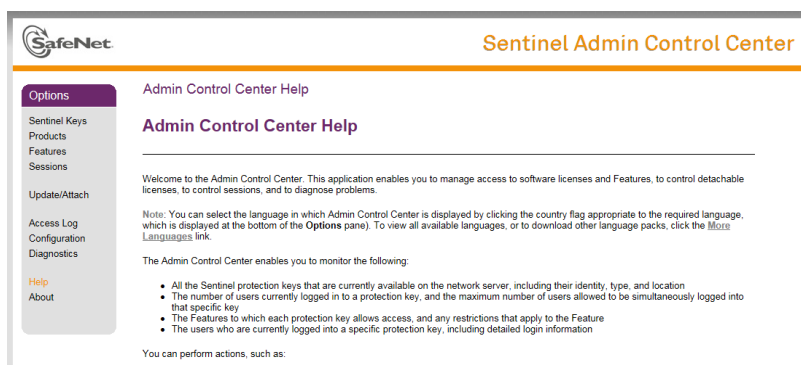 SafeNet.
Sentinel Admin Control Center
Options
Sentinel Keys
Products
Features
Sessions
Update/Attach
Access Log
Configuration
Diagnostics
Help
About
Admin Control Center Help
Admin Control Center Help
Welcome to the Admin Control Center. This application enables you to manage access to software licenses and Features, to control detachable
licenses, to control sessions, and to diagnose problems.
Note: You can select the language in which Admin Control Center is displayed by clicking the country flag appropriate to the required language,
which is displayed at the bottom of the Options pane). To view all available languages, or to download other language packs, click the More
Languages link.
The Admin Control Center enables you to monitor the following:
• All the Sentinel protection keys that are currently available on the network server, including their identity, type, and location
• The number of users currently logged in to a protection key, and the maximum number of users allowed to be simultaneously logged into
that specific key
• The Features to which each protection key allows access, and any restrictions that apply to the Feature
• The users who are currently logged into a specific protection key, including detailed login information
You can perform actions, such as: